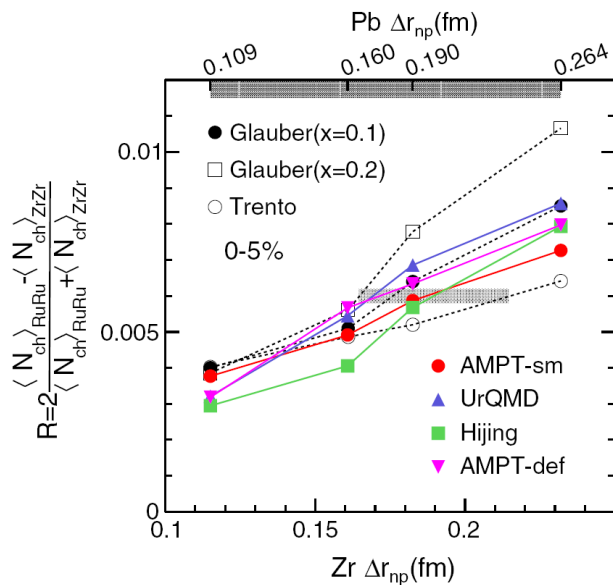 Pb Δr_np(fm)
0.109 0.160 0.190 0.264
0.01
0.005
0
Glauber(x=0.1)
Glauber(x=0.2)
Trento
0-5%
AMPT-sm
UrQMD
Hijing
AMPT-def
R=2 ⟨N_ch⟩_RuRu -⟨N_ch⟩_ZrZr
⟨N_ch⟩_RuRu +⟨N_ch⟩_ZrZr
0.1 0.15 0.2
Zr Δr_np(fm)